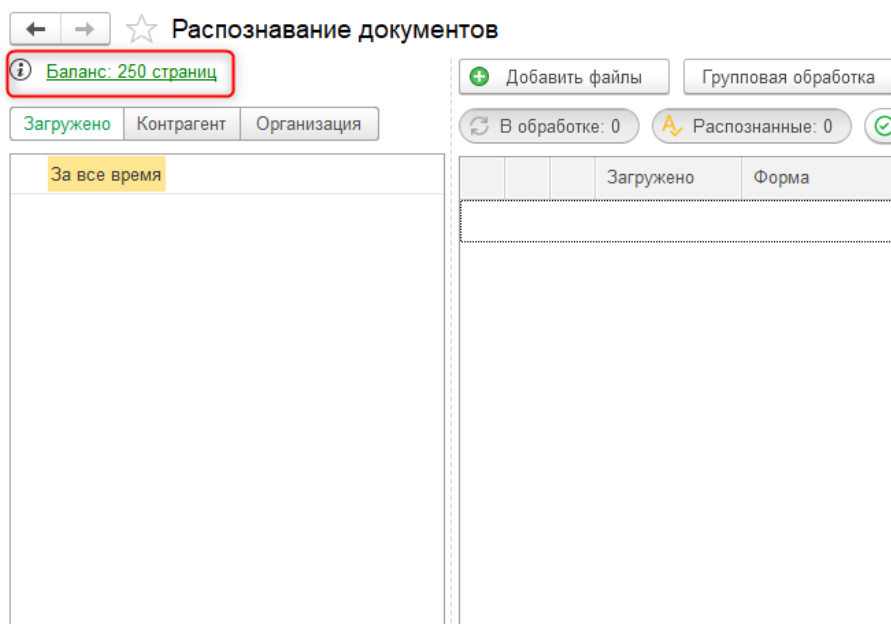 Распознавание документов
Баланс: 250 страниц
Добавить файлы
Групповая обработка
Загружено
Контрагент
Организация
В обработке: 0
Распознанные: 0
За все время
Загружено
Форма